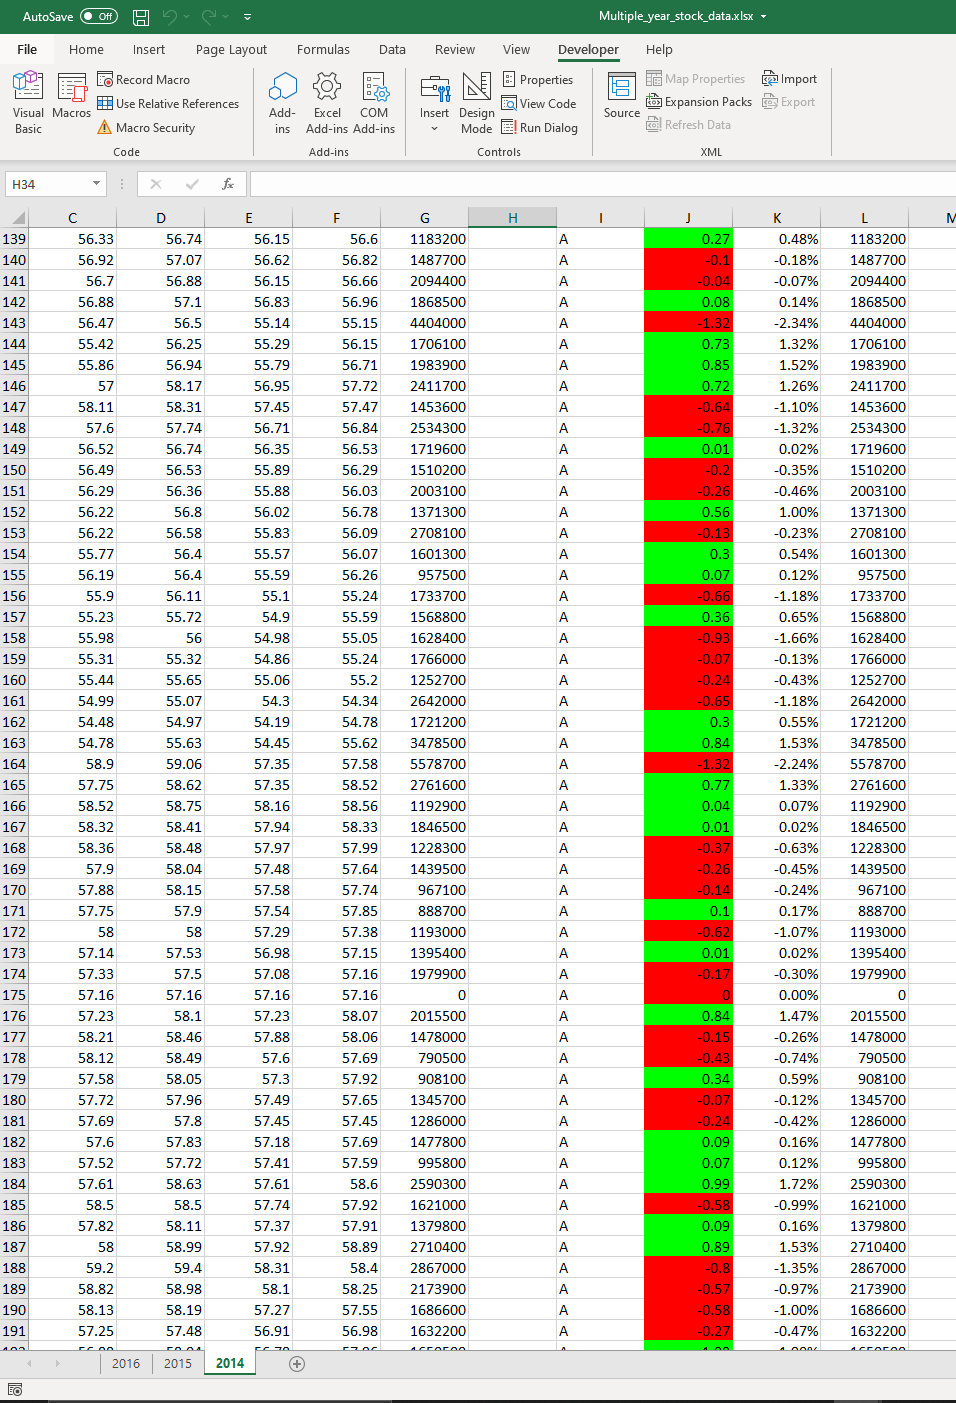 AutoSave Off Multiple_year_stock_data.xlsx
File Home Insert Page Layout Formulas Data Review View Developer Help
Visual Basic
Macros
Record Macro
Use Relative References
Macro Security
Code
Add-ins
Excel Add-ins
COM Add-ins
Add-ins
Insert
Design Mode
Properties
View Code
Run Dialog
Controls
Source
Map Properties
Expansion Packs
Refresh Data
Import
Export
XML
H34 fx
C D E F G H I J K L M
139 56.33 56.74 56.15 56.6 1183200 A 0.27 0.48% 1183200
140 56.92 57.07 56.62 56.82 1487700 A -0.1 -0.18% 1487700
141 56.7 56.88 56.15 56.66 2094400 A -0.04 -0.07% 2094400
142 56.88 57.1 56.83 56.96 1868500 A 0.08 0.14% 1868500
143 56.47 56.5 55.14 55.15 4404000 A -1.32 -2.34% 4404000
144 55.42 56.25 55.29 56.15 1706100 A 0.73 1.32% 1706100
145 55.86 56.94 55.79 56.71 1983900 A 0.85 1.52% 1983900
146 57 58.17 56.95 57.72 2411700 A 0.72 1.26% 2411700
147 58.11 58.31 57.45 57.47 1453600 A -0.64 -1.10% 1453600
148 57.6 57.74 56.71 56.84 2534300 A -0.76 -1.32% 2534300
149 56.52 56.74 56.35 56.53 1719600 A 0.01 0.02% 1719600
150 56.49 56.53 55.89 56.29 1510200 A -0.2 -0.35% 1510200
151 56.29 56.36 55.88 56.03 2003100 A -0.26 -0.46% 2003100
152 56.22 56.8 56.02 56.78 1371300 A 0.56 1.00% 1371300
153 56.22 56.58 55.83 56.09 2708100 A -0.13 -0.23% 2708100
154 55.77 56.4 55.57 56.07 1601300 A 0.3 0.54% 1601300
155 56.19 56.4 55.59 56.26 957500 A 0.07 0.12% 957500
156 55.9 56.11 55.1 55.24 1733700 A -0.66 -1.18% 1733700
157 55.23 55.72 54.9 55.59 1568800 A 0.36 0.65% 1568800
158 55.98 56 54.98 55.05 1628400 A -0.93 -1.66% 1628400
159 55.31 55.32 54.86 55.24 1766000 A -0.07 -0.13% 1766000
160 55.44 55.65 55.06 55.2 1252700 A -0.24 -0.43% 1252700
161 54.99 55.07 54.3 54.34 2642000 A -0.65 -1.18% 2642000
162 54.48 54.97 54.19 54.78 1721200 A 0.3 0.55% 1721200
163 54.78 55.63 54.45 55.62 3478500 A 0.84 1.53% 3478500
164 58.9 59.06 57.35 57.58 5578700 A -1.32 -2.24% 5578700
165 57.75 58.62 57.35 58.52 2761600 A 0.77 1.33% 2761600
166 58.52 58.75 58.16 58.56 1192900 A 0.04 0.07% 1192900
167 58.32 58.41 57.94 58.33 1846500 A 0.01 0.02% 1846500
168 58.36 58.48 57.97 57.99 1228300 A -0.37 -0.63% 1228300
169 57.9 58.04 57.48 57.64 1439500 A -0.26 -0.45% 1439500
170 57.88 58.15 57.58 57.74 967100 A -0.14 -0.24% 967100
171 57.75 57.9 57.54 57.85 888700 A 0.1 0.17% 888700
172 58 58 57.29 57.38 1193000 A -0.62 -1.07% 1193000
173 57.14 57.53 56.98 57.15 1395400 A 0.01 0.02% 1395400
174 57.33 57.5 57.08 57.16 1979900 A -0.17 -0.30% 1979900
175 57.16 57.16 57.16 57.16 0 A 0 0.00% 0
176 57.23 58.1 57.23 58.07 2015500 A 0.84 1.47% 2015500
177 58.21 58.46 57.88 58.06 1478000 A -0.15 -0.26% 1478000
178 58.12 58.49 57.6 57.69 790500 A -0.43 -0.74% 790500
179 57.58 58.05 57.3 57.92 908100 A 0.34 0.59% 908100
180 57.72 57.96 57.49 57.65 1345700 A -0.07 -0.12% 1345700
181 57.69 57.8 57.45 57.45 1286000 A -0.24 -0.42% 1286000
182 57.6 57.83 57.18 57.69 1477800 A 0.09 0.16% 1477800
183 57.52 57.72 57.41 57.59 995800 A 0.07 0.12% 995800
184 57.61 58.63 57.61 58.6 2590300 A 0.99 1.72% 2590300
185 58.5 58.5 57.74 57.92 1621000 A -0.58 -0.99% 1621000
186 57.82 58.11 57.37 57.91 1379800 A 0.09 0.16% 1379800
187 58 58.99 57.92 58.89 2710400 A 0.89 1.53% 2710400
188 59.2 59.4 58.31 58.4 2867000 A -0.8 -1.35% 2867000
189 58.82 58.98 58.1 58.25 2173900 A -0.57 -0.97% 2173900
190 58.13 58.19 57.27 57.55 1686600 A -0.58 -1.00% 1686600
191 57.25 57.48 56.91 56.98 1632200 A -0.27 -0.47% 1632200
2016 2015 2014